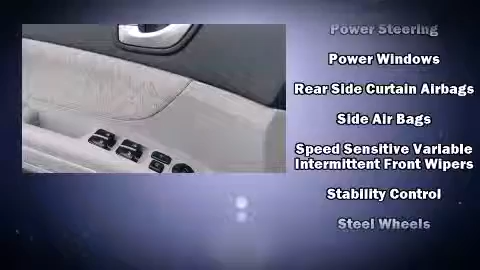 Power Steering
Power Windows
Rear Side Curtain Airbags
Side Air Bags
Speed Sensitive Variable
Intermittent Front Wipers
Stability Control
Steel Wheels